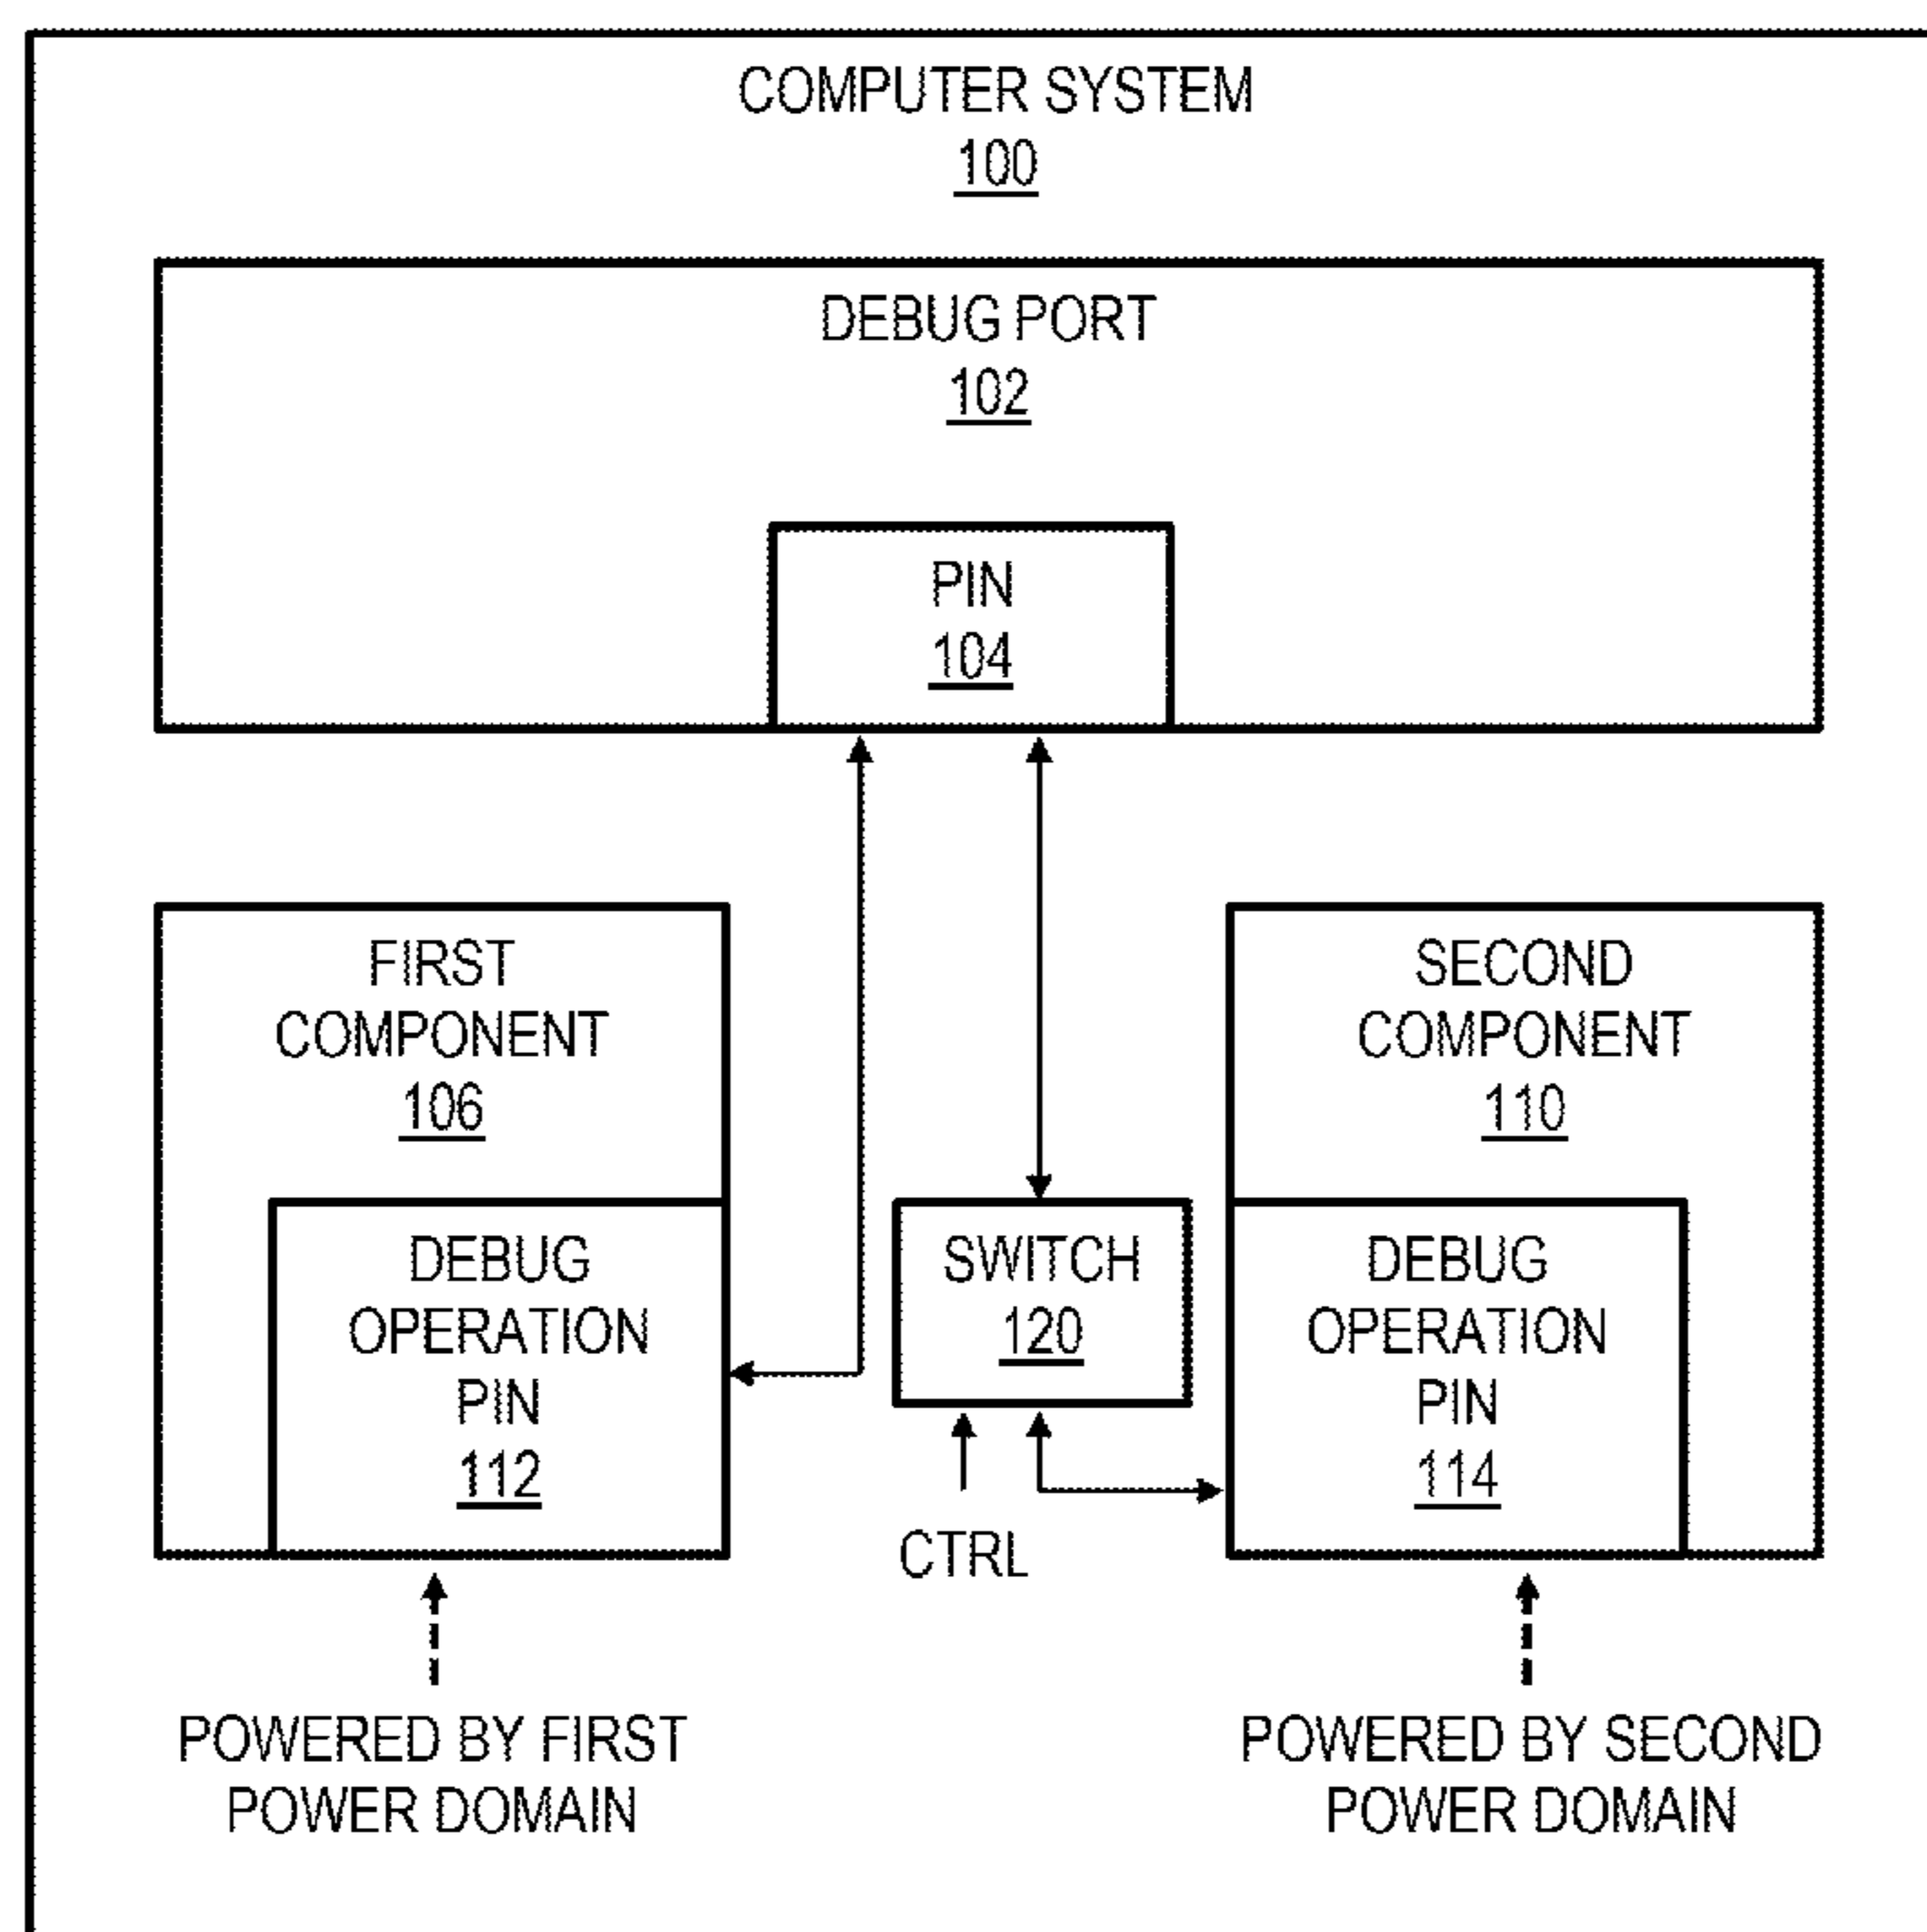 COMPUTER SYSTEM
100
DEBUG PORT
102
PIN
104
FIRST
COMPONENT
106
DEBUG
OPERATION
PIN
112
SWITCH
120
CTRL
SECOND
COMPONENT
110
DEBUG
OPERATION
PIN
114
POWERED BY FIRST
POWER DOMAIN
POWERED BY SECOND
POWER DOMAIN